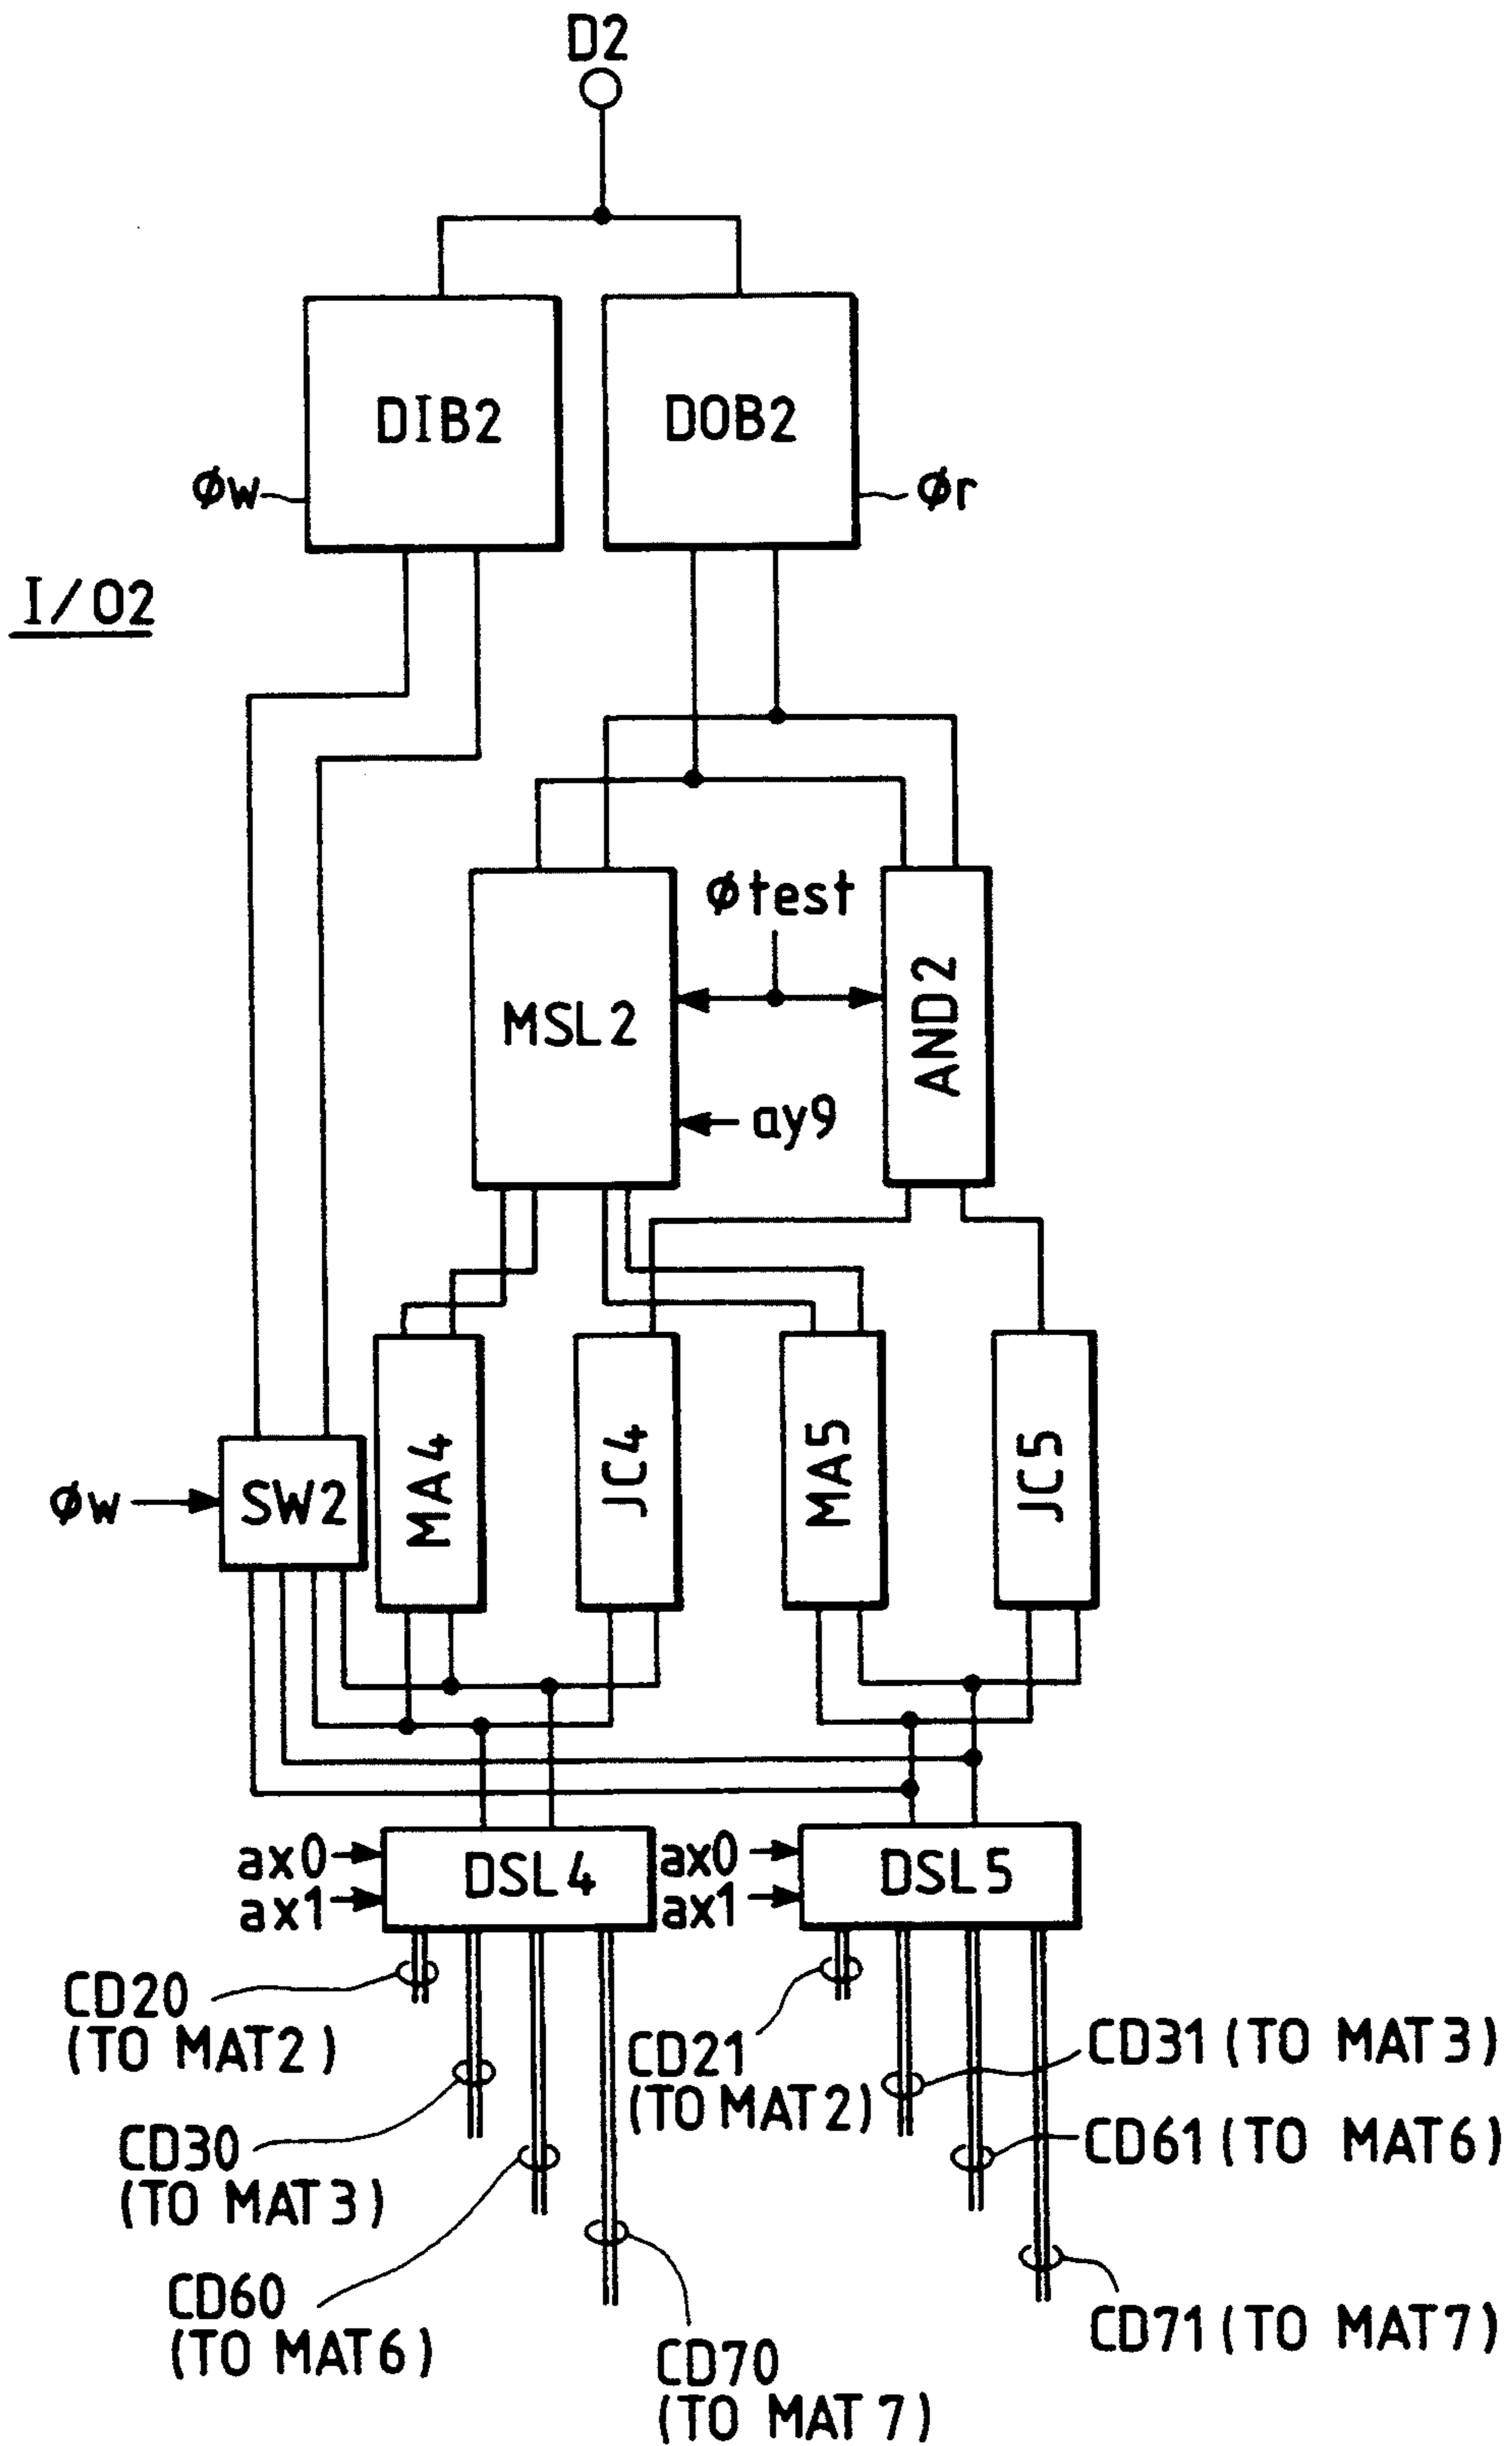 D2
DIB2
DOB2
φw
φr
I/O2
φtest
MSL2
AND2
ay9
MA4
JC4
MA5
JC5
φw
SW2
ax0
ax1
DSL4
ax0
ax1
DSL5
CD20
(TO MAT2)
CD21
(TO MAT2)
CD31 (TO MAT3)
CD30
(TO MAT3)
CD61 (TO MAT6)
CD60
(TO MAT6)
CD70
(TO MAT7)
CD71 (TO MAT7)